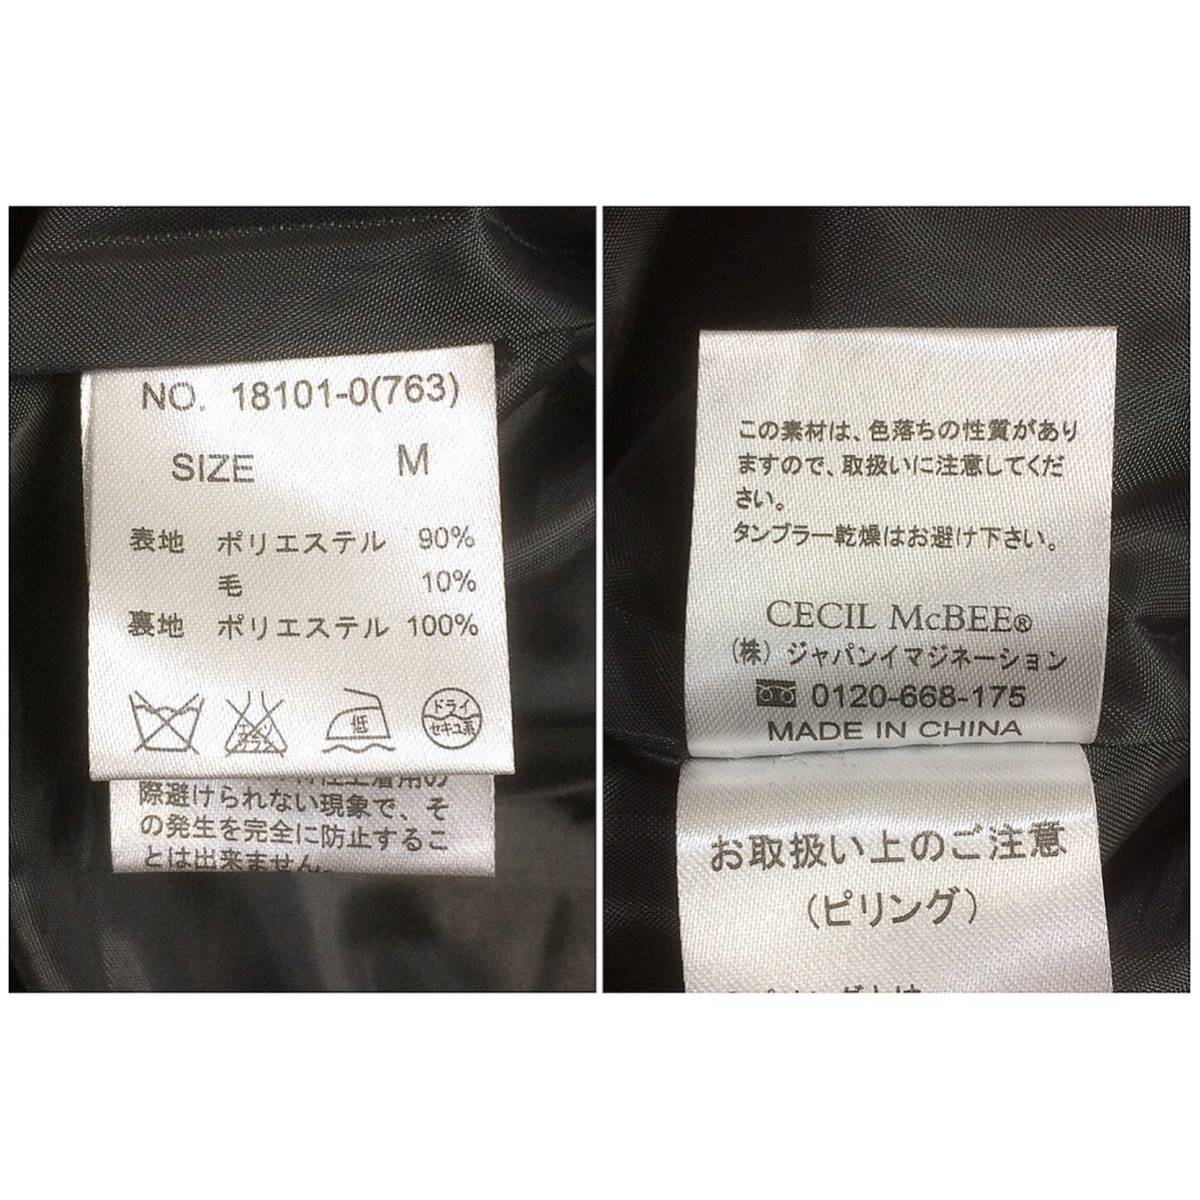 NO. 18101-0(763)
SIZE M
表地 ポリエステル 90%
毛 10%
裏地 ポリエステル 100%
エンソ サラシ
低
ドライ
セキユ系
際避けられない現象で、そ
の発生を完全に防止するこ
とは出来ません。
この素材は、色落ちの性質があり
ますので、取扱いに注意してくだ
さい。
タンブラー乾燥はお避け下さい。
CECIL McBEE®
(株) ジャパンイマジネーション
0120-668-175
MADE IN CHINA
お取扱い上のご注意
(ピリング)